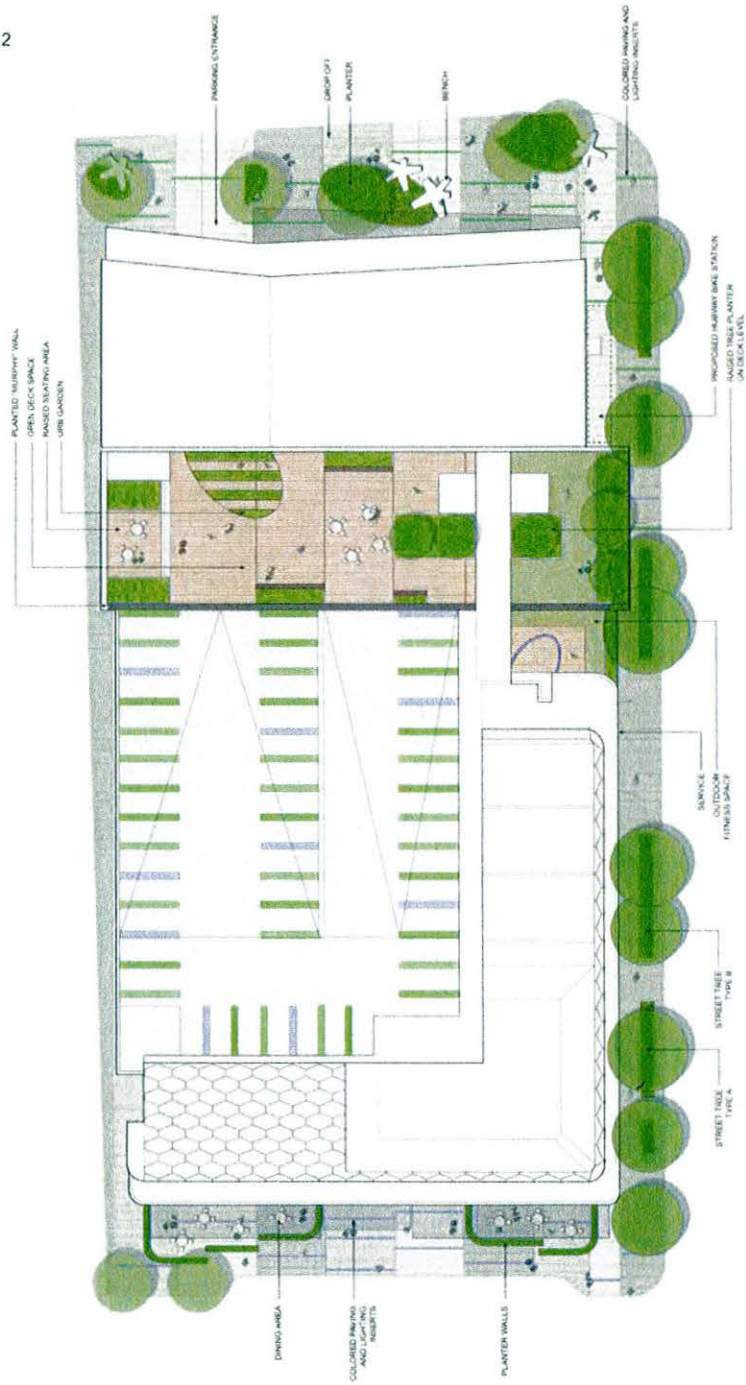 2
PARKING ENTRANCE
DROP OFF
PLANTER
BENCH
COLORED PAVING AND
LIGHTING INSERTS
PLANTED "MURPHY" WALL
OPEN DECK SPACE
RAISED SEATING AREA
URB GARDEN
PROPOSED HUBWAY BIKE STATION
RAISED TREE PLANTER
ON DECK LEVEL
SERVICE
OUTDOOR
FITNESS SPACE
STREET TREE
TYPE B
STREET TREE
TYPE A
DINING AREA
COLORED PAVING
AND LIGHTING
INSERTS
PLANTER WALLS